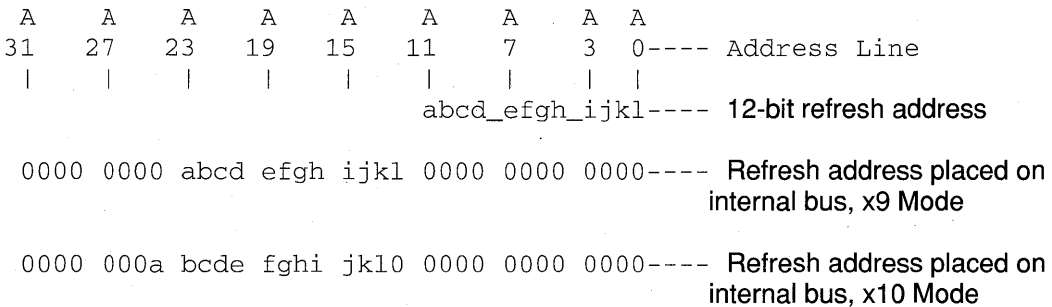 A A A A A A A A A
31 27 23 19 15 11 7 3 0---- Address Line
| | | | | | | | |
abcd_efgh_ijkl---- 12-bit refresh address
0000 0000 abcd efgh ijkl 0000 0000 0000---- Refresh address placed on
internal bus, x9 Mode
0000 000a bcde fghi jkl0 0000 0000 0000---- Refresh address placed on
internal bus, x10 Mode